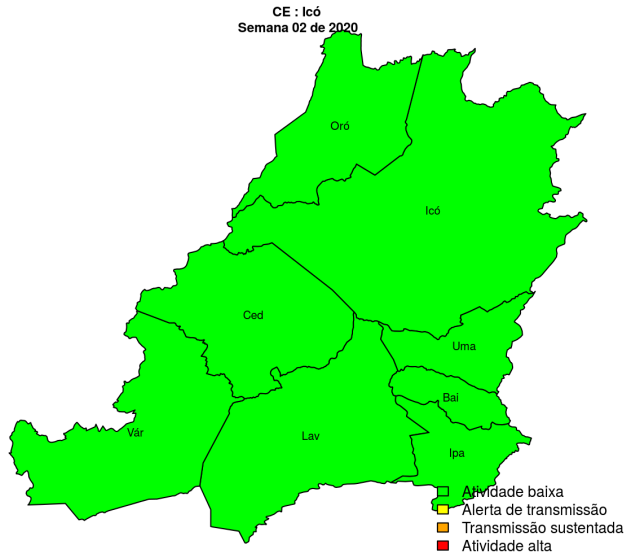 CE : Icó
Semana 02 de 2020
Oró
Icó
Ced
Uma
Bai
Vár
Lav
Ipa
Atividade baixa
Alerta de transmissão
Transmissão sustentada
Atividade alta